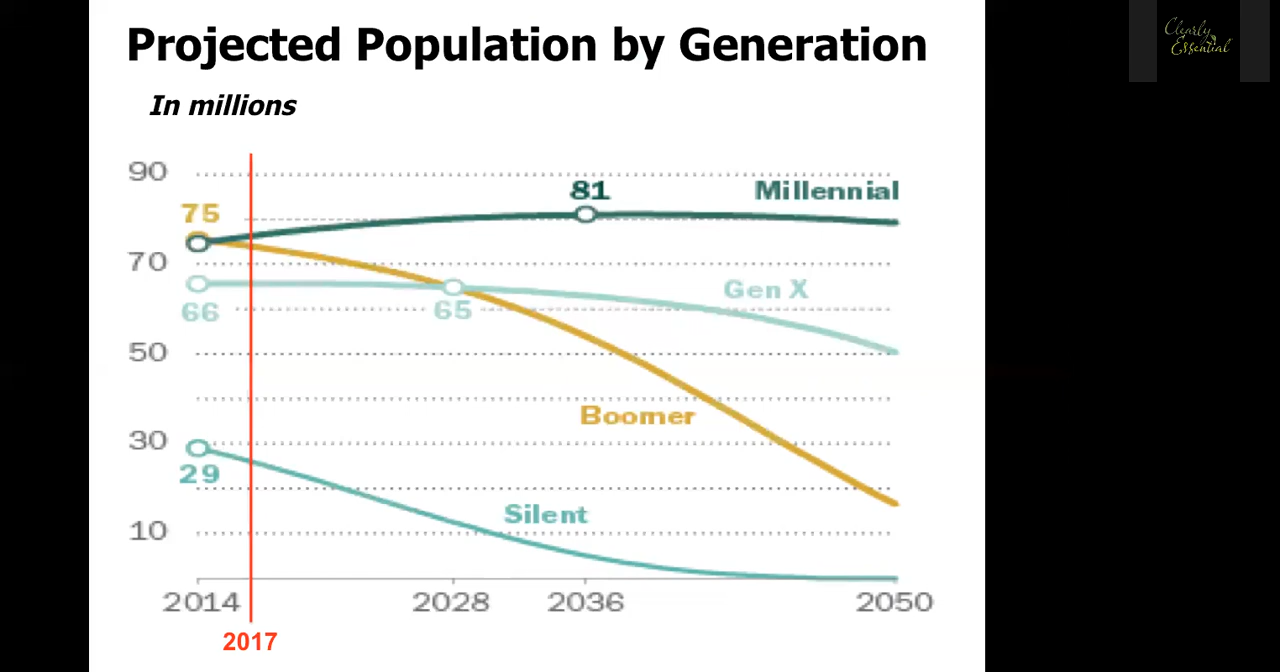 Projected Population by Generation
In millions
Clearly
Essential
90
81
Millennial
75
70
Gen X
66
65
50
Boomer
30
29
Silent
10
2014 2028 2036 2050
2017